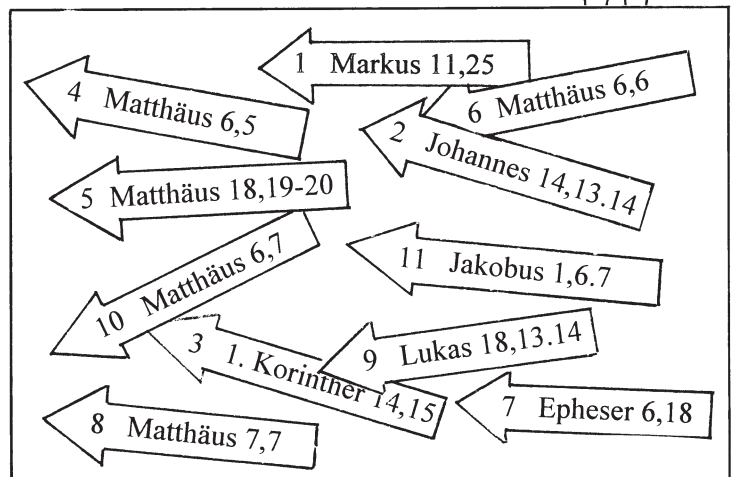 1 Markus 11,25
4 Matthäus 6,5
6 Matthäus 6,6
2 Johannes 14,13.14
5 Matthäus 18,19-20
10 Matthäus 6,7
11 Jakobus 1,6.7
3 1. Korinther 14,15
9 Lukas 18,13.14
7 Epheser 6,18
8 Matthäus 7,7